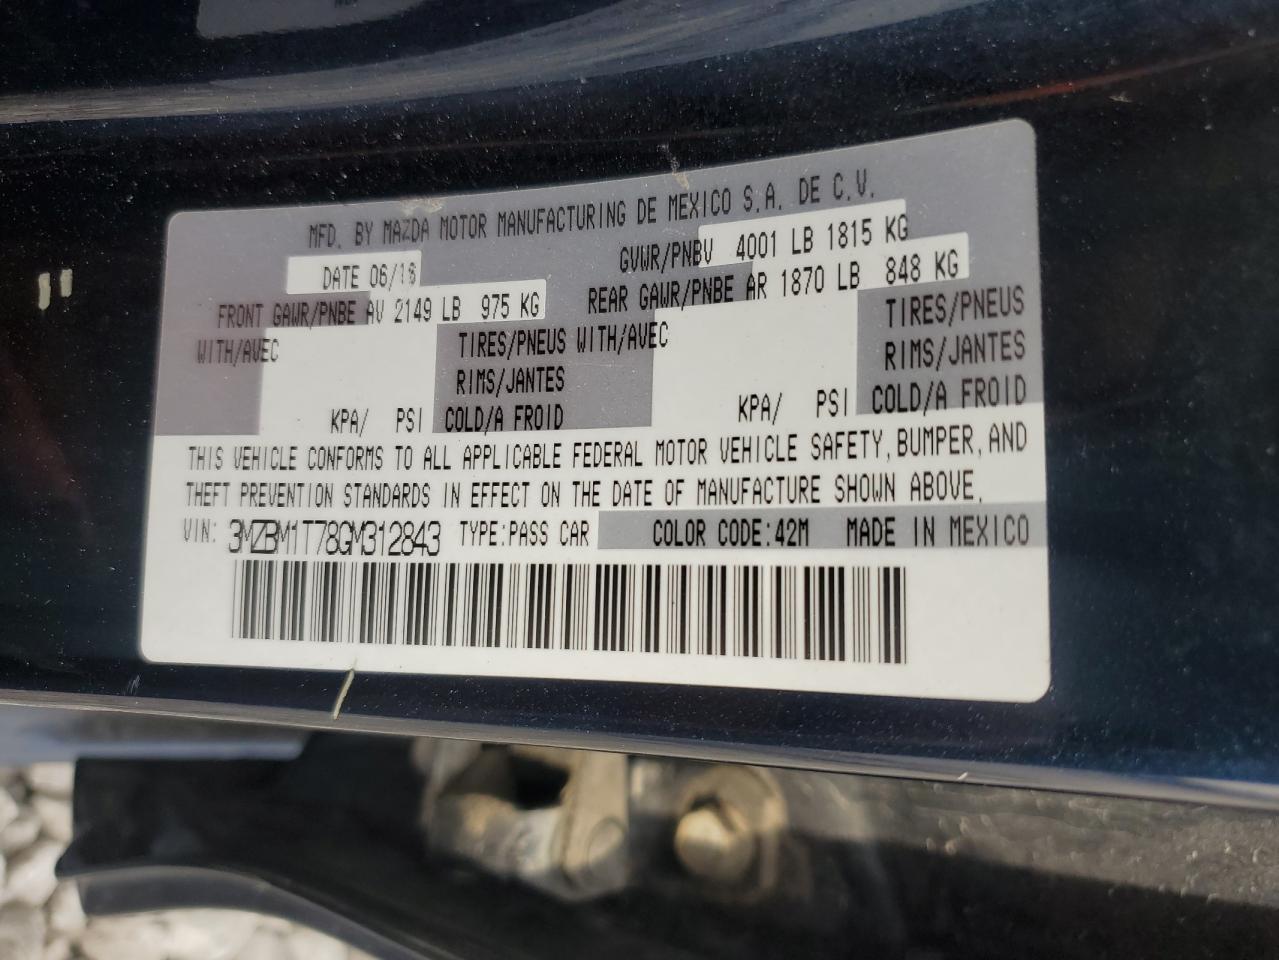 MFD. BY MAZDA MOTOR MANUFACTURING DE MEXICO S.A. DE C.V.
DATE 06/16 GVWR/PNBV 4001 LB 1815 KG
FRONT GAWR/PNBE AV 2149 LB 975 KG REAR GAWR/PNBE AR 1870 LB 848 KG
WITH/AVEC TIRES/PNEUS WITH/AVEC TIRES/PNEUS
RIMS/JANTES RIMS/JANTES
KPA/ PSI COLD/A FROID KPA/ PSI COLD/A FROID
THIS VEHICLE CONFORMS TO ALL APPLICABLE FEDERAL MOTOR VEHICLE SAFETY, BUMPER, AND
THEFT PREVENTION STANDARDS IN EFFECT ON THE DATE OF MANUFACTURE SHOWN ABOVE.
VIN: 3MZBM1T78GM312843 TYPE:PASS CAR COLOR CODE:42M MADE IN MEXICO